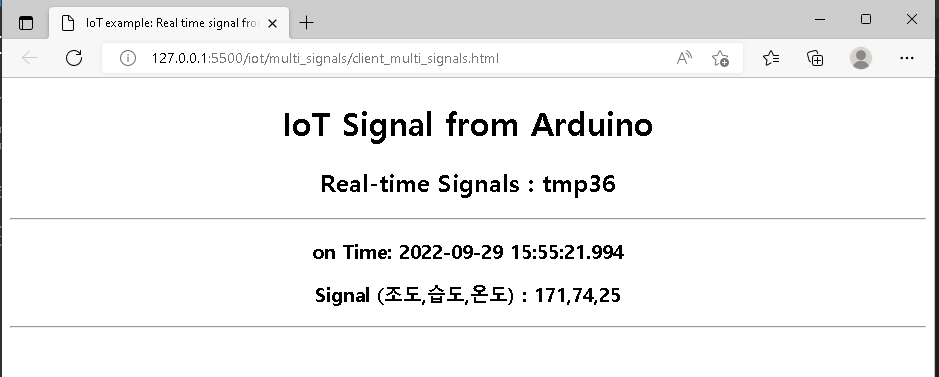 IoT example: Real time signal fro
127.0.0.1:5500/iot/multi_signals/client_multi_signals.html
IoT Signal from Arduino
Real-time Signals : tmp36
on Time: 2022-09-29 15:55:21.994
Signal (조도,습도,온도) : 171,74,25